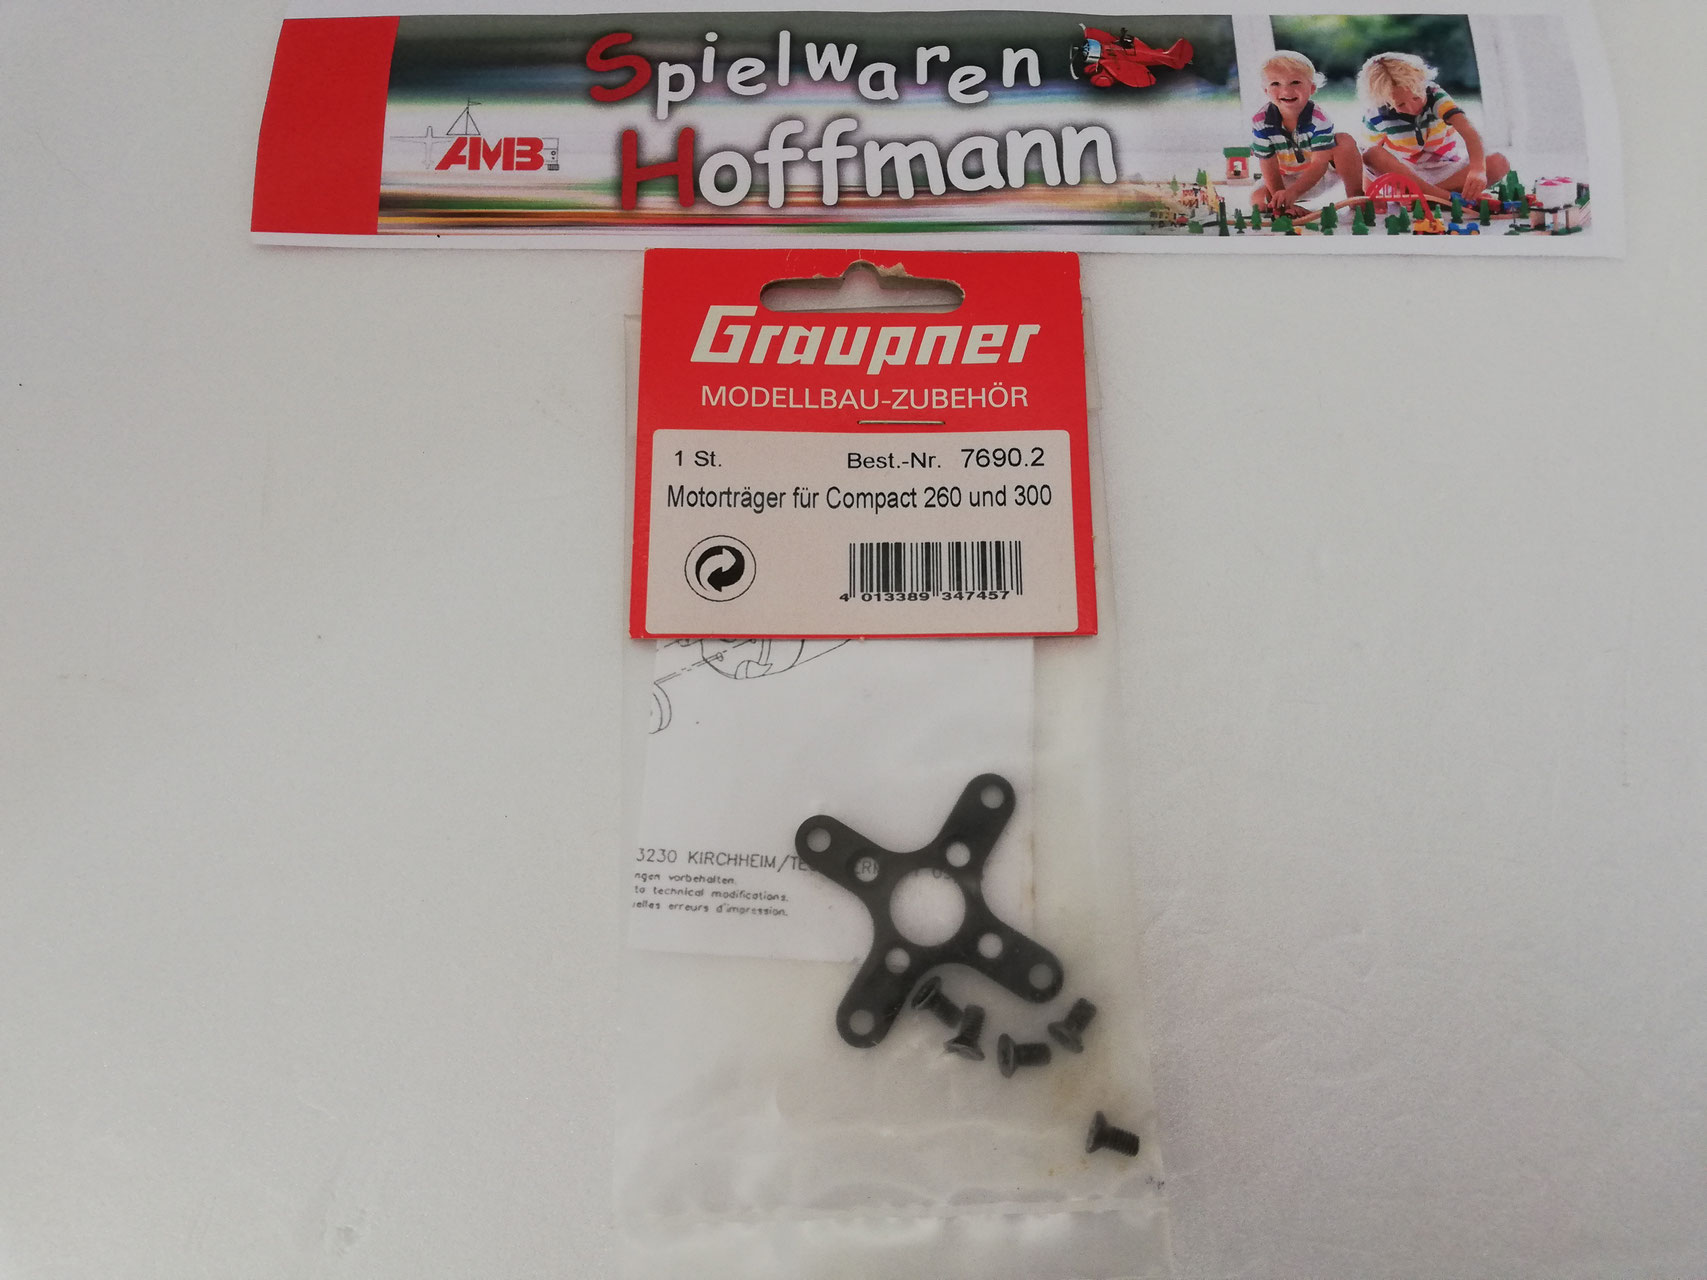 Spielwaren
Hoffmann
AMB
Graupner
MODELLBAU-ZUBEHÖR
1 St. Best.-Nr. 7690.2
Motorträger für Compact 260 und 300
4 013389 347457
3230 KIRCHHEIM/TE
ngen vorbehalten.
to technical modifications.
elles erreurs d'impression.